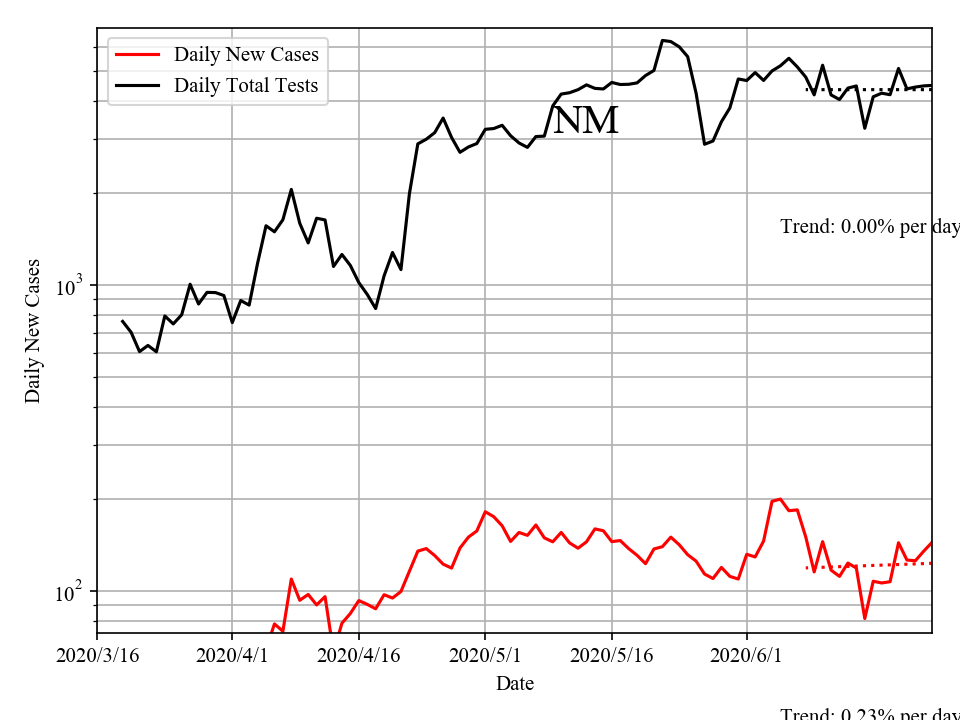 Daily New Cases
Daily Total Tests
NM
Trend: 0.00% per day
Daily New Cases
10³
10²
2020/3/16
2020/4/1
2020/4/16
2020/5/1
2020/5/16
2020/6/1
Date
Trend: 0.23% per day